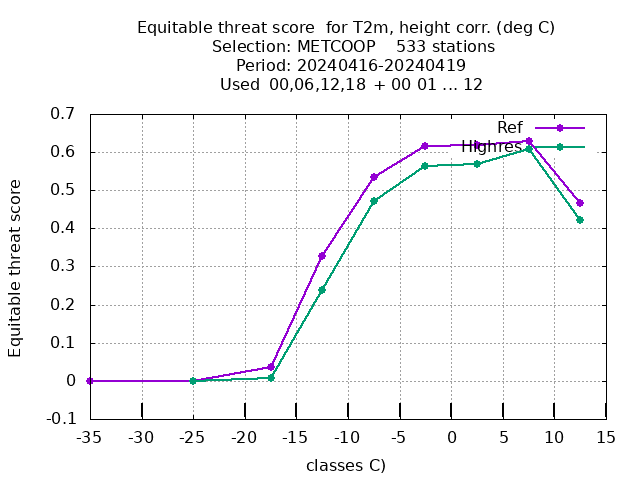 Equitable threat score  for T2m, height corr. (deg C)
Selection: METCOOP    533 stations
Period: 20240416-20240419
Used  00,06,12,18  + 00 01 ... 12
Ref
Highres
Equitable threat score
0.7
0.6
0.5
0.4
0.3
0.2
0.1
0
-0.1
-35 -30 -25 -20 -15 -10 -5 0 5 10 15
classes C)